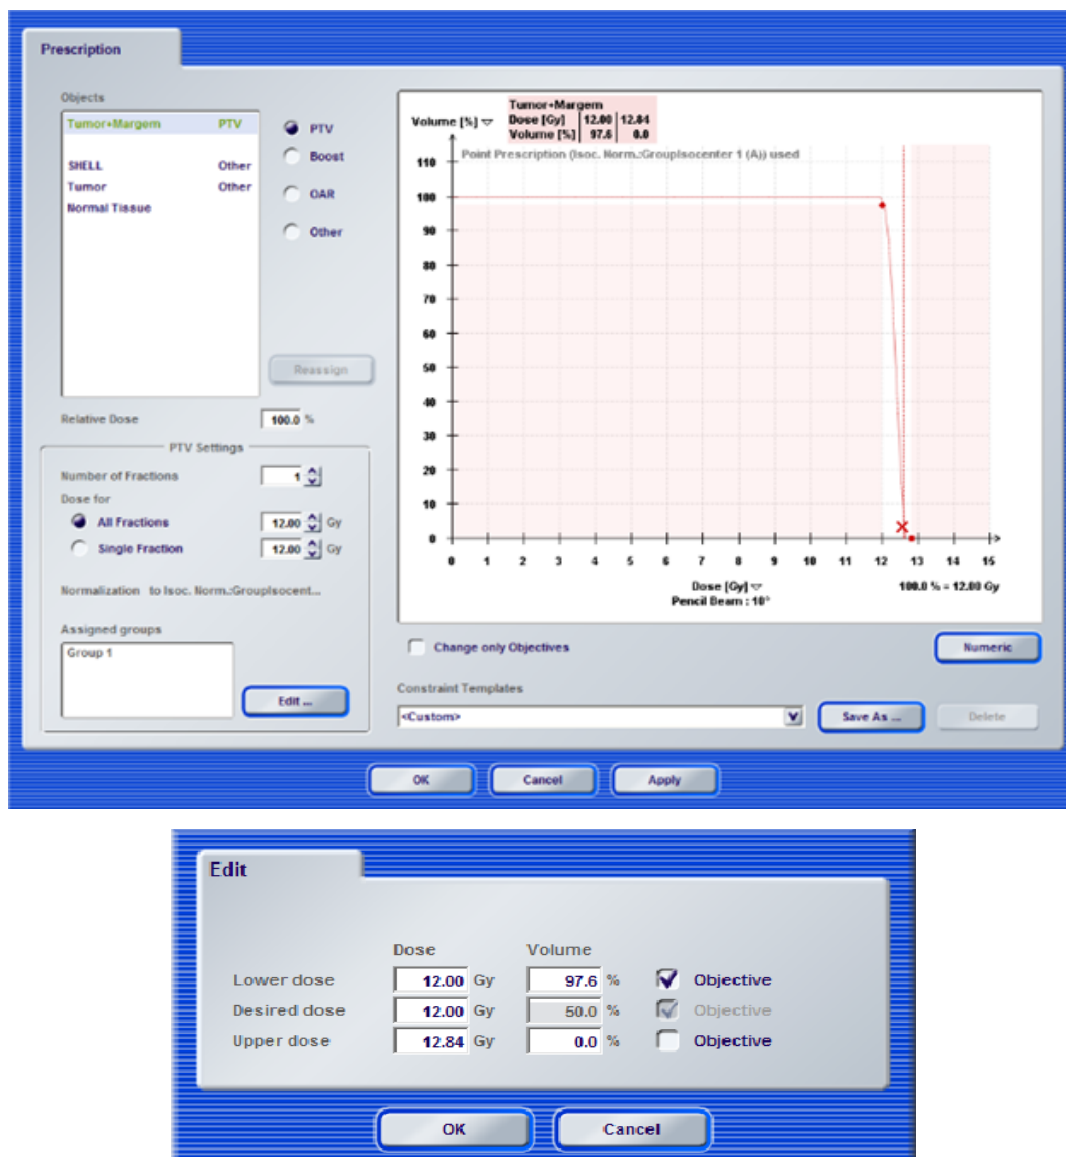 Prescription
Objects
Tumor+Margem PTV
SHELL Other
Tumor Other
Normal Tissue
PTV
Boost
OAR
Other
Reassign
Relative Dose 100.0 %
PTV Settings
Number of Fractions 1
Dose for
All Fractions 12.00 Gy
Single Fraction 12.00 Gy
Normalization to Isoc. Norm.:GroupIsocent...
Assigned groups
Group 1
Edit ...
Tumor+Margem
Dose [Gy] 12.00 12.84
Volume [%] 97.6 0.0
Volume [%]
Point Prescription (Isoc. Norm.:GroupIsocenter 1 (A)) used
110
100
90
80
70
60
50
40
30
20
10
0
0 1 2 3 4 5 6 7 8 9 10 11 12 13 14 15
Dose [Gy]
100.0 % = 12.00 Gy
Pencil Beam : 10°
Change only Objectives
Numeric
Constraint Templates
<Custom>
Save As ...
Delete
OK Cancel Apply
Edit
Dose Volume
Lower dose 12.00 Gy 97.6 % Objective
Desired dose 12.00 Gy 50.0 % Objective
Upper dose 12.84 Gy 0.0 % Objective
OK Cancel